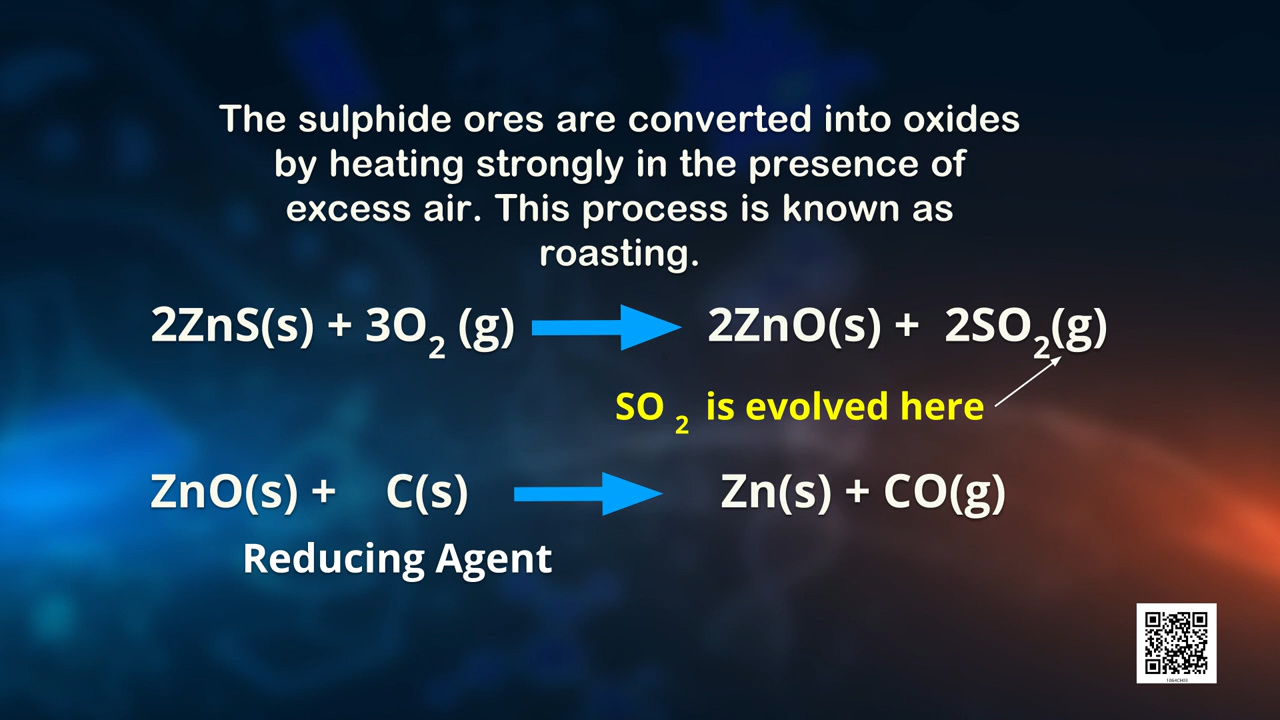 The sulphide ores are converted into oxides
by heating strongly in the presence of
excess air. This process is known as
roasting.
2ZnS(s) + 3O₂ (g) → 2ZnO(s) + 2SO₂(g)
SO ₂ is evolved here
ZnO(s) + C(s) → Zn(s) + CO(g)
Reducing Agent